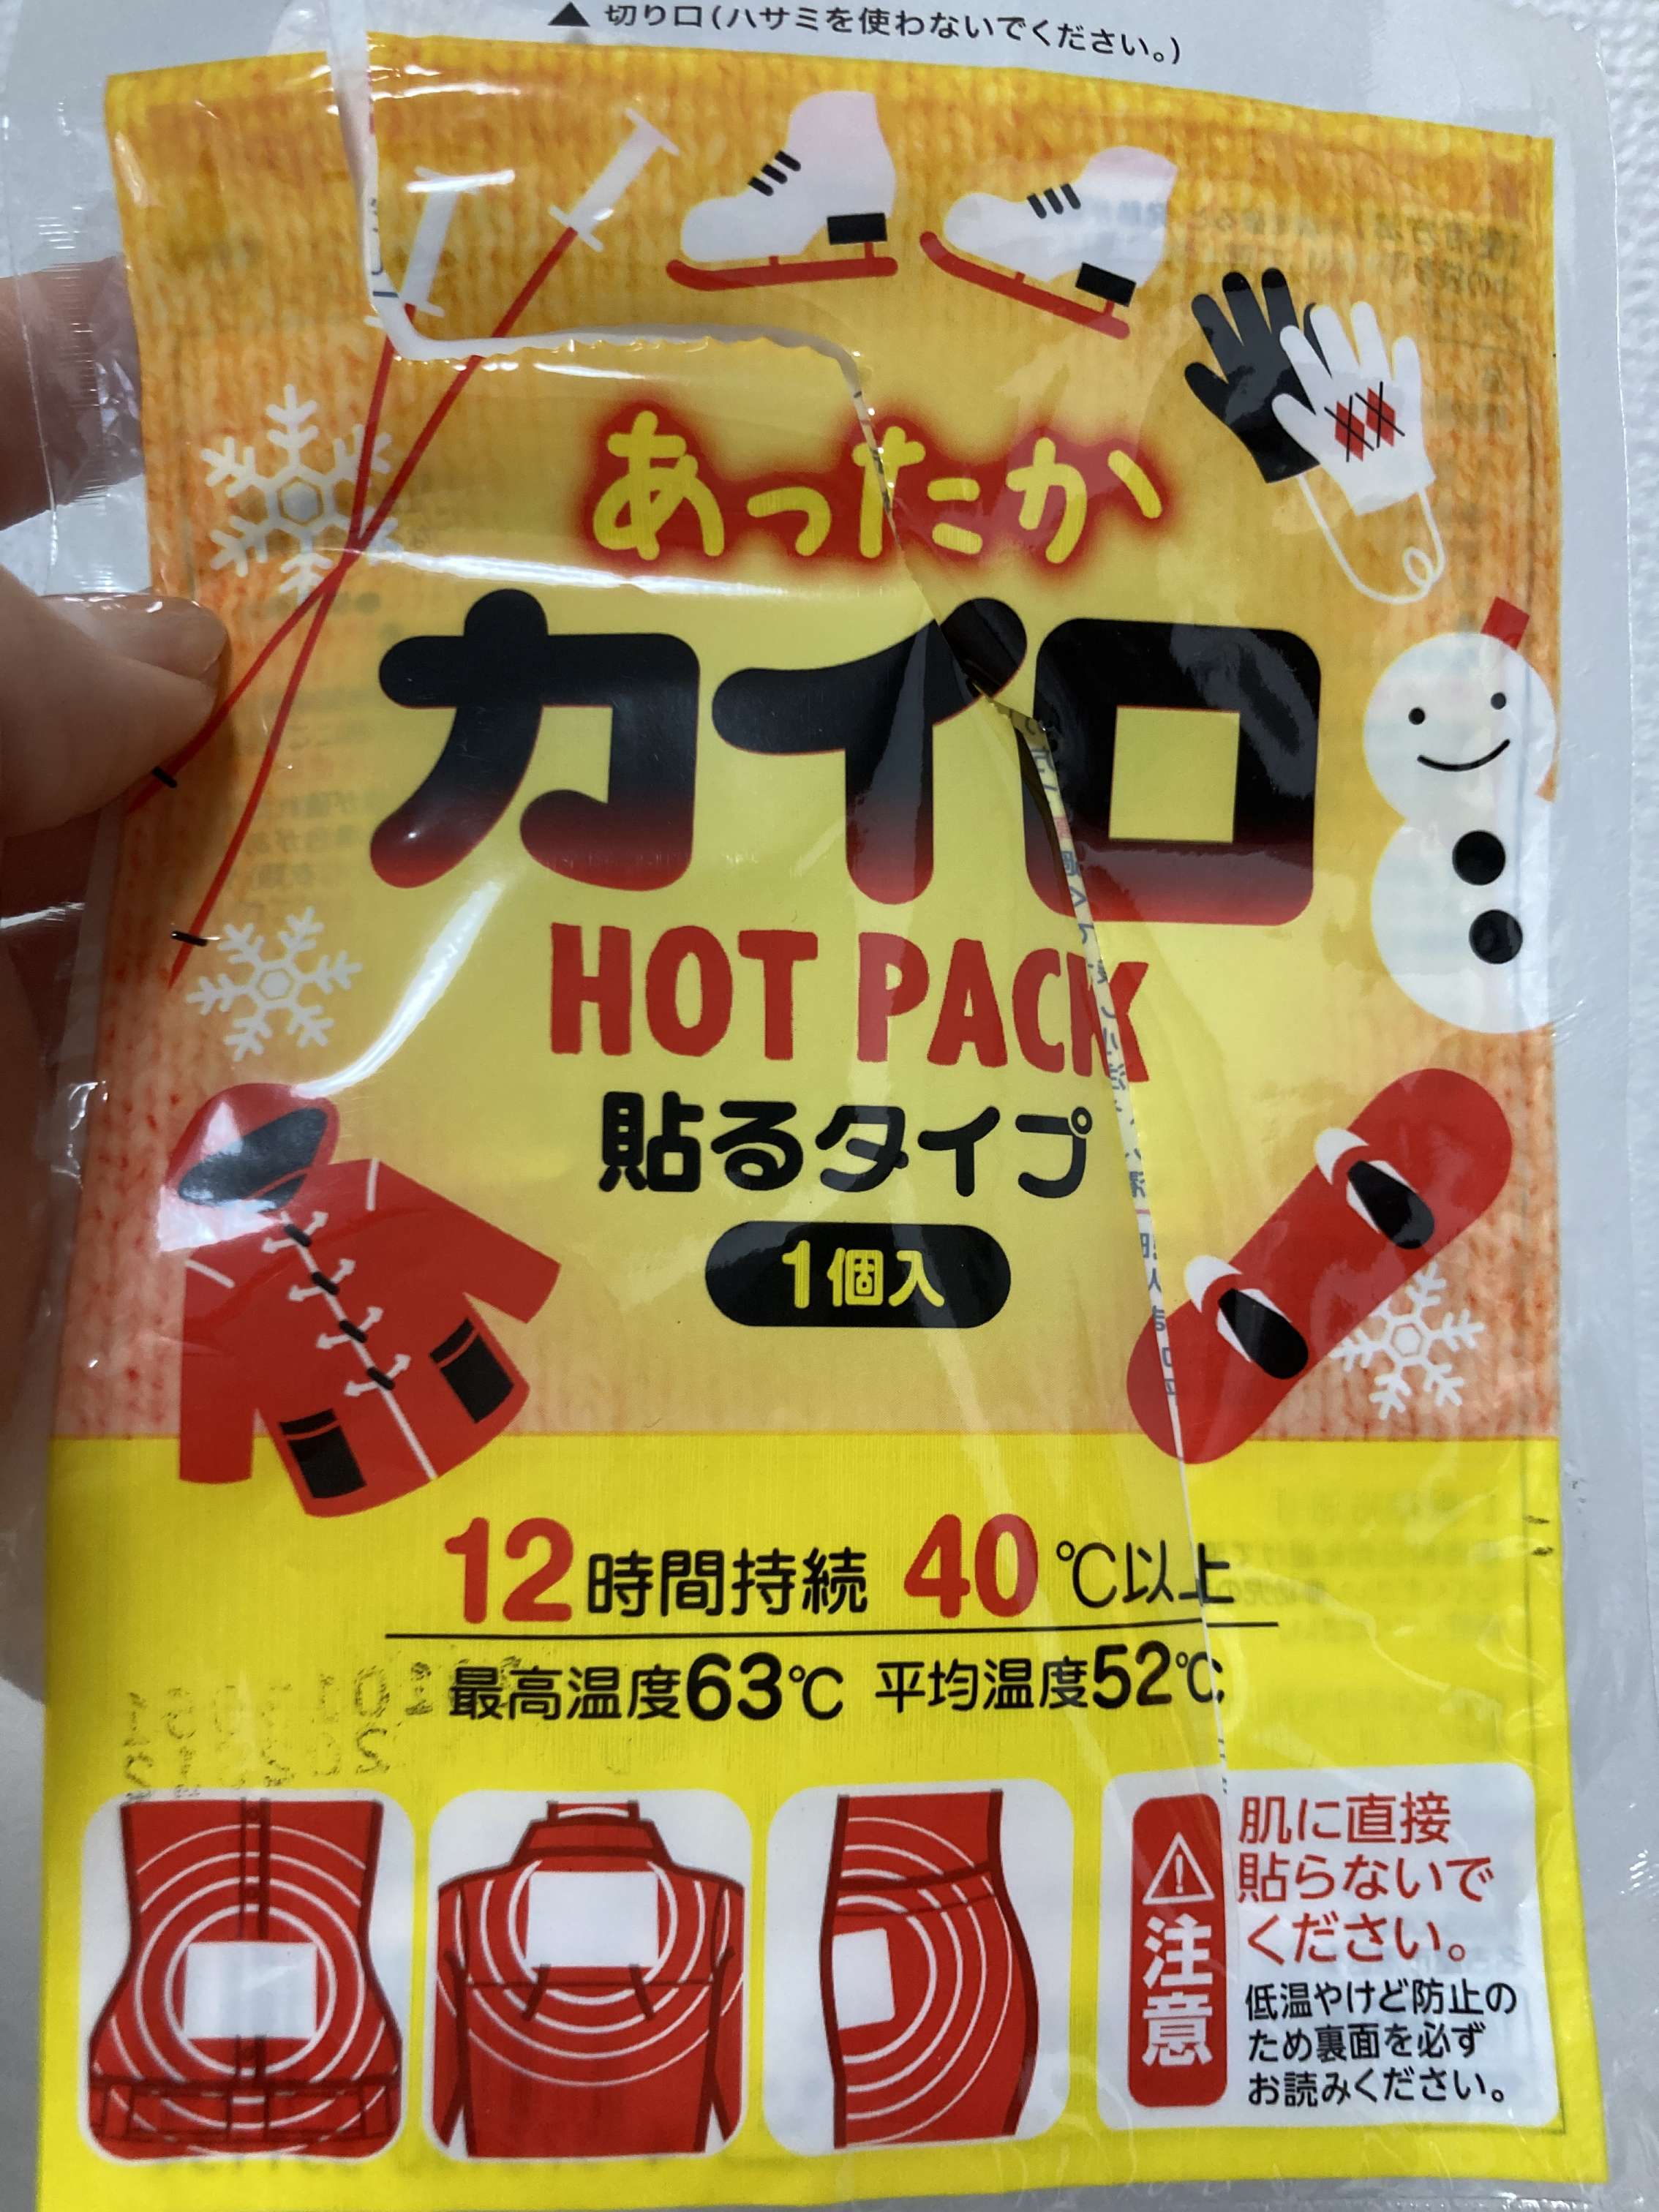 ▲ 切り口(ハサミを使わないでください。)
あったか
カイロ
HOT PACK
貼るタイプ
1個入
12時間持続 40℃以上
最高温度63℃ 平均温度52℃
注意
肌に直接
貼らないで
ください。
低温やけど防止の
ため裏面を必ず
お読みください。